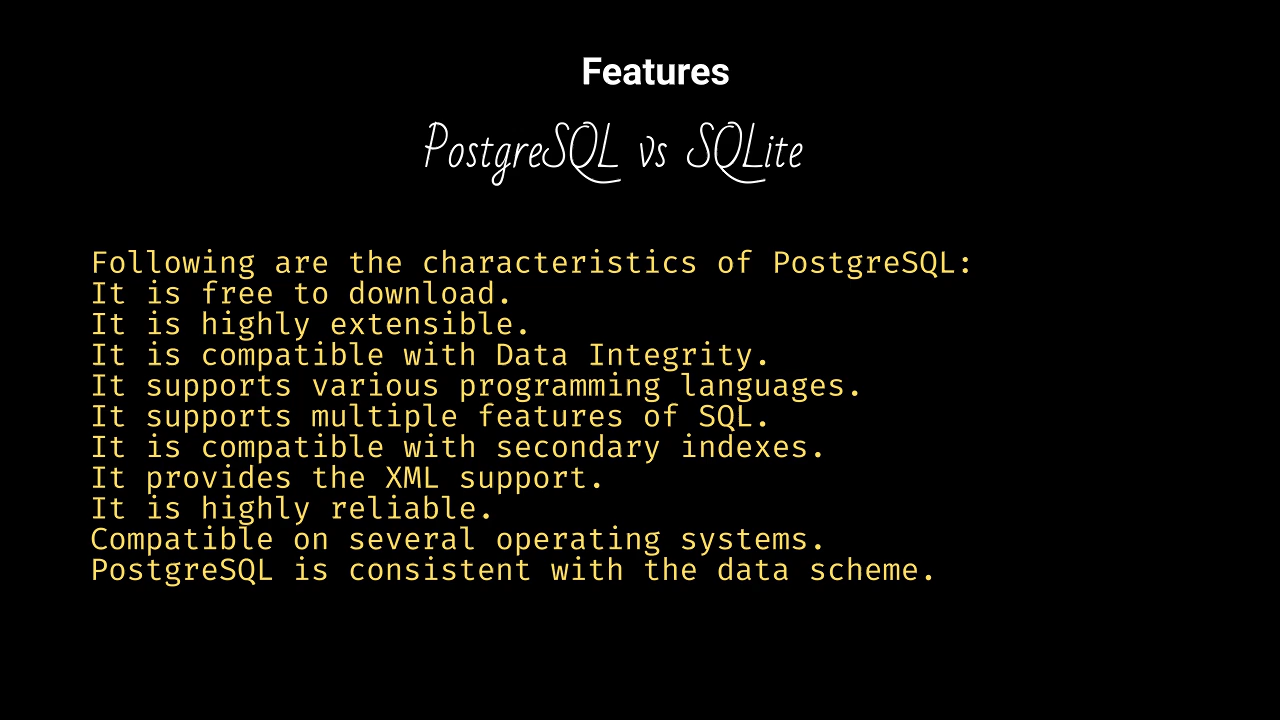 Features
PostgreSQL vs SQLite
Following are the characteristics of PostgreSQL:
It is free to download.
It is highly extensible.
It is compatible with Data Integrity.
It supports various programming languages.
It supports multiple features of SQL.
It is compatible with secondary indexes.
It provides the XML support.
It is highly reliable.
Compatible on several operating systems.
PostgreSQL is consistent with the data scheme.